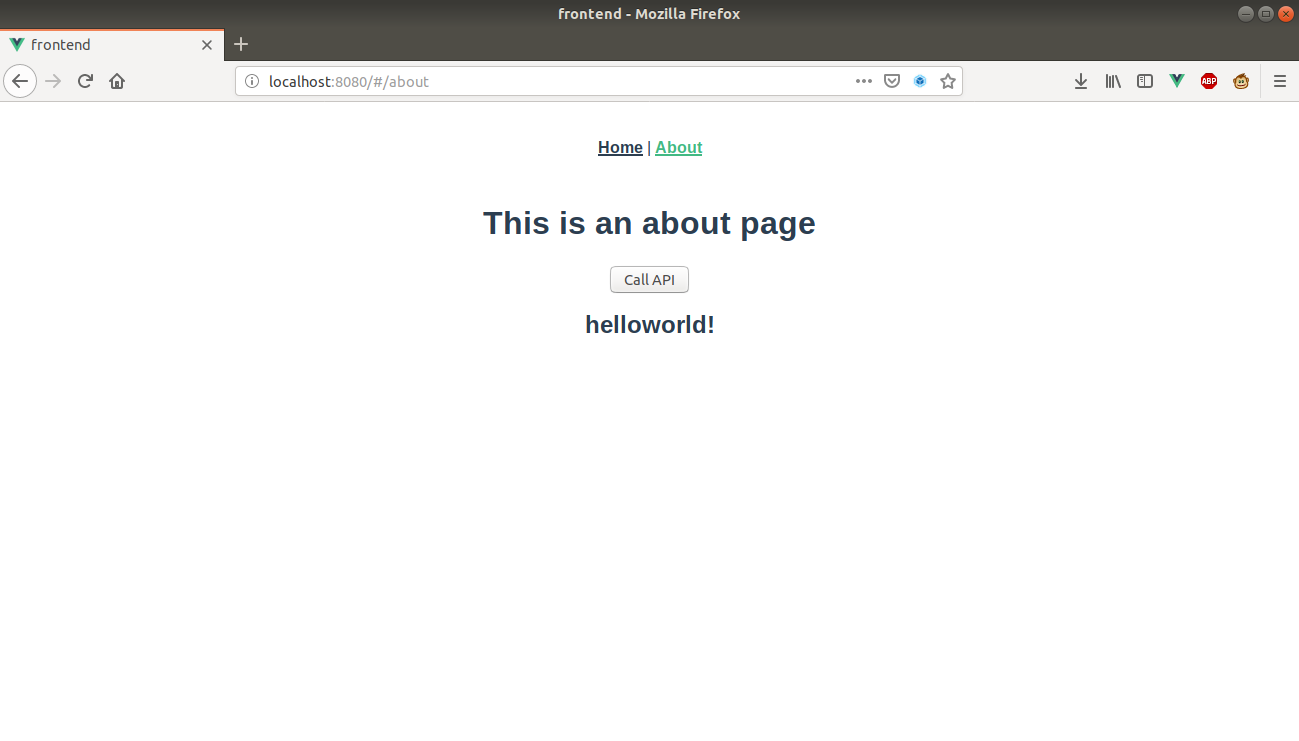 frontend - Mozilla Firefox
frontend
localhost:8080/#/about
ABP
Home | About
This is an about page
Call API
helloworld!